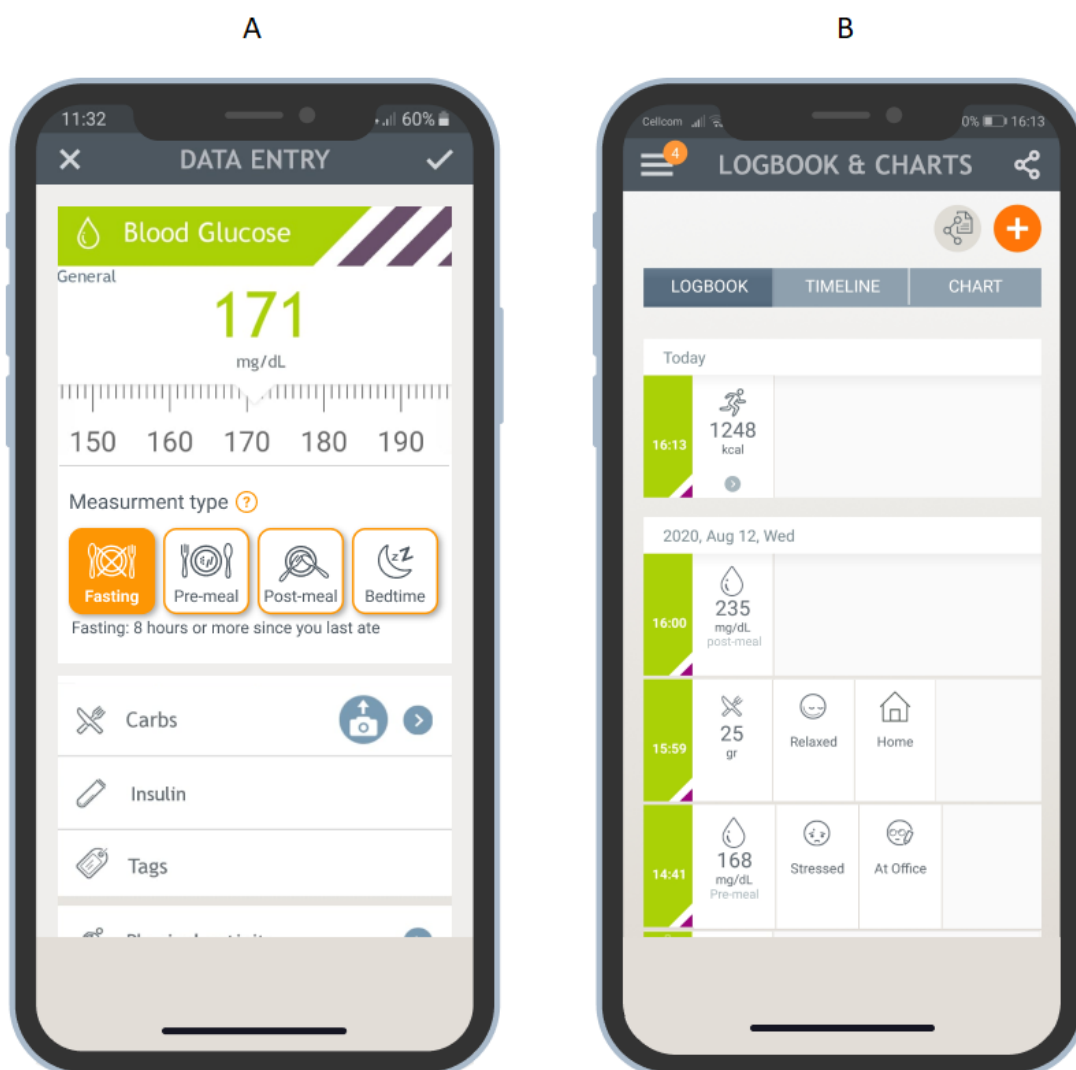 A
11:32
60%
DATA ENTRY
Blood Glucose
General
171
mg/dL
150 160 170 180 190
Measurment type ?
Fasting Pre-meal Post-meal Bedtime
Fasting: 8 hours or more since you last ate
Carbs
Insulin
Tags
B
Cellcom 0% 16:13
4
LOGBOOK & CHARTS
LOGBOOK TIMELINE CHART
Today
16:13
1248
kcal
2020, Aug 12, Wed
16:00
235
mg/dL
post-meal
15:59
25
gr
Relaxed
Home
14:41
168
mg/dL
Pre-meal
Stressed
At Office